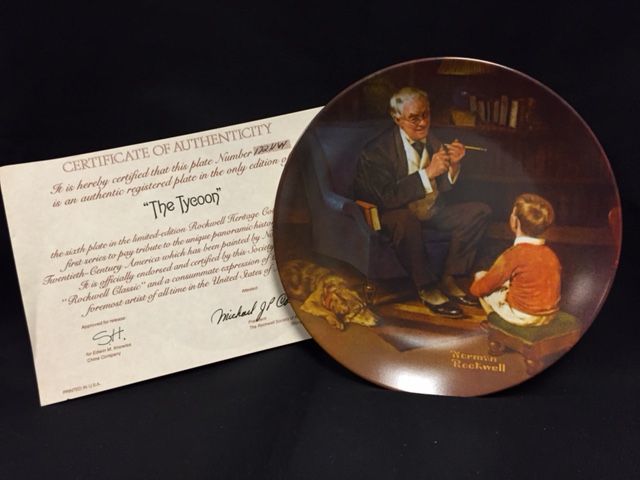 CERTIFICATE OF AUTHENTICITY
It is hereby certified that this plate Number
is an authentic registered plate in the only edition
"The Tycoon"
the sixth plate in the limited-edition Rockwell Heritage
first series to pay tribute to the unique panoramic
Twentieth-Century America which has been painted by
It is officially endorsed and certified by this Society
"Rockwell Classic" and a consummate expression of
foremost artist of all time in the United States of
Approved for release:
SH.
for Edwin M. Knowles
China Company
Attested:
Michael J.P.
President
The Rockwell Society
PRINTED IN U.S.A.
Norman
Rockwell